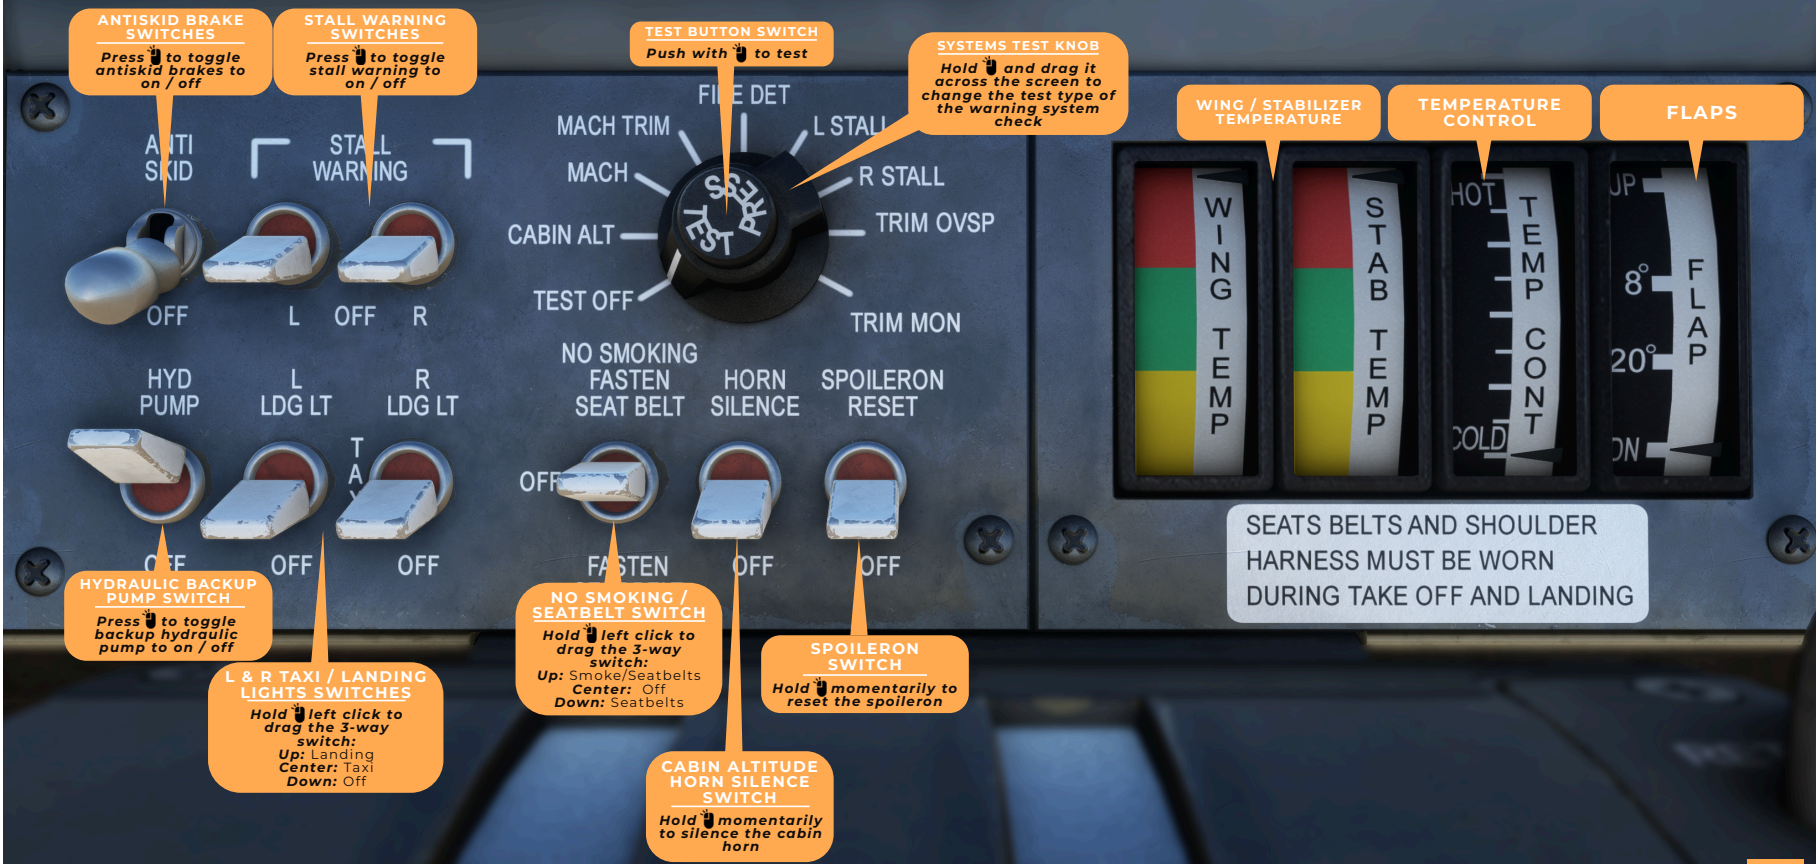 ANTISKID BRAKE
SWITCHES
Press to toggle
antiskid brakes to
on / off
STALL WARNING
SWITCHES
Press to toggle
stall warning to
on / off
TEST BUTTON SWITCH
Push with to test
SYSTEMS TEST KNOB
Hold and drag it
across the screen to
change the test type of
the warning system
check
WING / STABILIZER
TEMPERATURE
TEMPERATURE
CONTROL
FLAPS
ANTI
SKID
OFF
STALL
WARNING
L
OFF
R
FIRE DET
MACH TRIM
L STALL
MACH
R STALL
CABIN ALT
TRIM OVSP
TEST OFF
TRIM MON
PRESS
TEST
HYD
PUMP
OFF
L
LDG LT
OFF
R
LDG LT
OFF
NO SMOKING
FASTEN
SEAT BELT
OFF
FASTEN
HORN
SILENCE
OFF
SPOILERON
RESET
OFF
WING TEMP
STAB TEMP
HOT
TEMP CONT
COLD
UP
8°
20°
DN
FLAP
SEATS BELTS AND SHOULDER
HARNESS MUST BE WORN
DURING TAKE OFF AND LANDING
HYDRAULIC BACKUP
PUMP SWITCH
Press to toggle
backup hydraulic
pump to on / off
L & R TAXI / LANDING
LIGHTS SWITCHES
Hold left click to
drag the 3-way
switch:
Up: Landing
Center: Taxi
Down: Off
NO SMOKING /
SEATBELT SWITCH
Hold left click to
drag the 3-way
switch:
Up: Smoke/Seatbelts
Center: Off
Down: Seatbelts
CABIN ALTITUDE
HORN SILENCE
SWITCH
Hold momentarily
to silence the cabin
horn
SPOILERON
SWITCH
Hold momentarily to
reset the spoileron